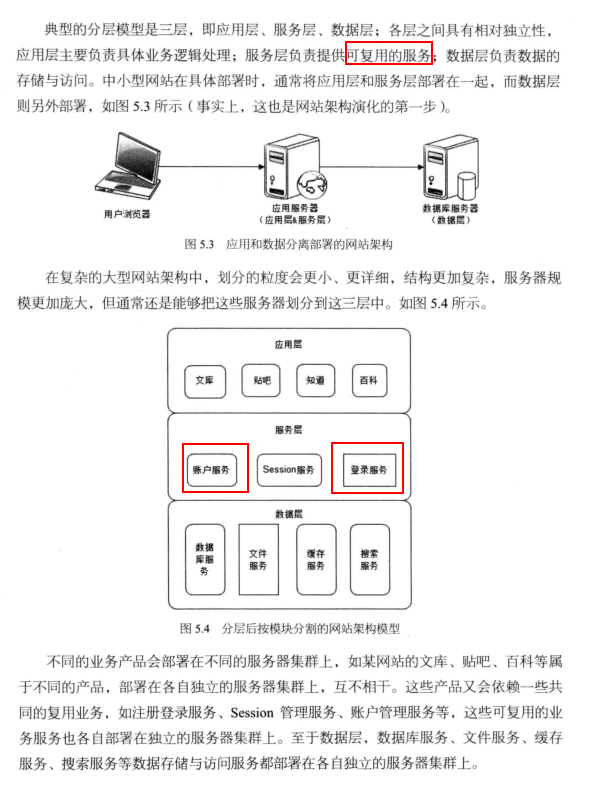 典型的分层模型是三层，即应用层、服务层、数据层；各层之间具有相对独立性，
应用层主要负责具体业务逻辑处理；服务层负责提供可复用的服务；数据层负责数据的
存储与访问。中小型网站在具体部署时，通常将应用层和服务层部署在一起，而数据层
则另外部署，如图 5.3 所示（事实上，这也是网站架构演化的第一步）。
用户浏览器
应用服务器
（应用层&服务层）
数据库服务器
（数据层）
图 5.3 应用和数据分离部署的网站架构
在复杂的大型网站架构中，划分的粒度会更小、更详细，结构更加复杂，服务器规
模更加庞大，但通常还是能够把这些服务器划分到这三层中。如图 5.4 所示。
应用层
文库 贴吧 知道 百科
服务层
账户服务 Session服务 登录服务
数据层
数据库服务 文件服务 缓存服务 搜索服务
图 5.4 分层后按模块分割的网站架构模型
不同的业务产品会部署在不同的服务器集群上，如某网站的文库、贴吧、百科等属
于不同的产品，部署在各自独立的服务器集群上，互不相干。这些产品又会依赖一些共
同的复用业务，如注册登录服务、Session 管理服务、账户管理服务等，这些可复用的业
务服务也各自部署在独立的服务器集群上。至于数据层，数据库服务、文件服务、缓存
服务、搜索服务等数据存储与访问服务都部署在各自独立的服务器集群上。